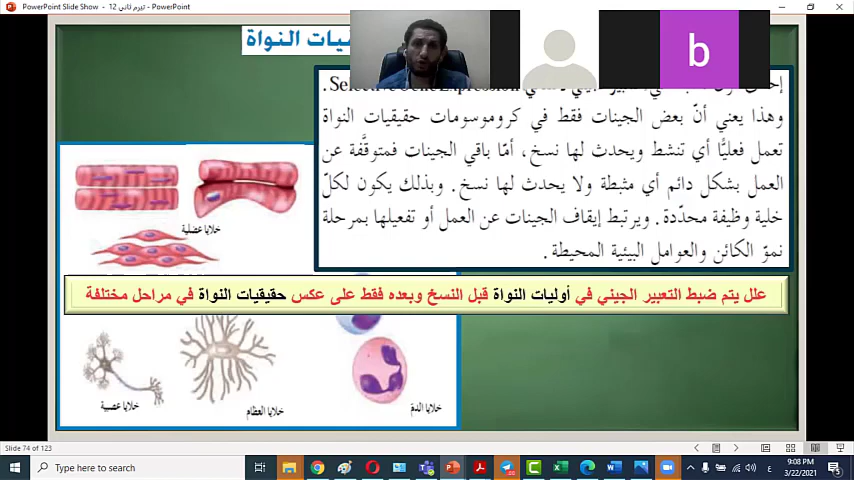 PowerPoint Slide Show - تيرم ثاني 12 - PowerPoint
يات النواة
b
Selective Gene Expression.
وهذا يعني أنّ بعض الجينات فقط في كروموسومات حقيقيات النواة
تعمل فعليًّا أي تنشط ويحدث لها نسخ، أمّا باقي الجينات فمتوقَّفة عن
العمل بشكل دائم أي مثبطة ولا يحدث لها نسخ. وبذلك يكون لكلّ
خلية وظيفة محدّدة. ويرتبط إيقاف الجينات عن العمل أو تفعيلها بمرحلة
نموّ الكائن والعوامل البيئية المحيطة.
خلايا عضلية
علل يتم ضبط التعبير الجيني في أوليات النواة قبل النسخ وبعده فقط على عكس حقيقيات النواة في مراحل مختلفة
خلايا الدمّ
خلايا العظام
خلايا عصبية
Slide 74 of 123
Type here to search
9:08 PM
3/22/2021